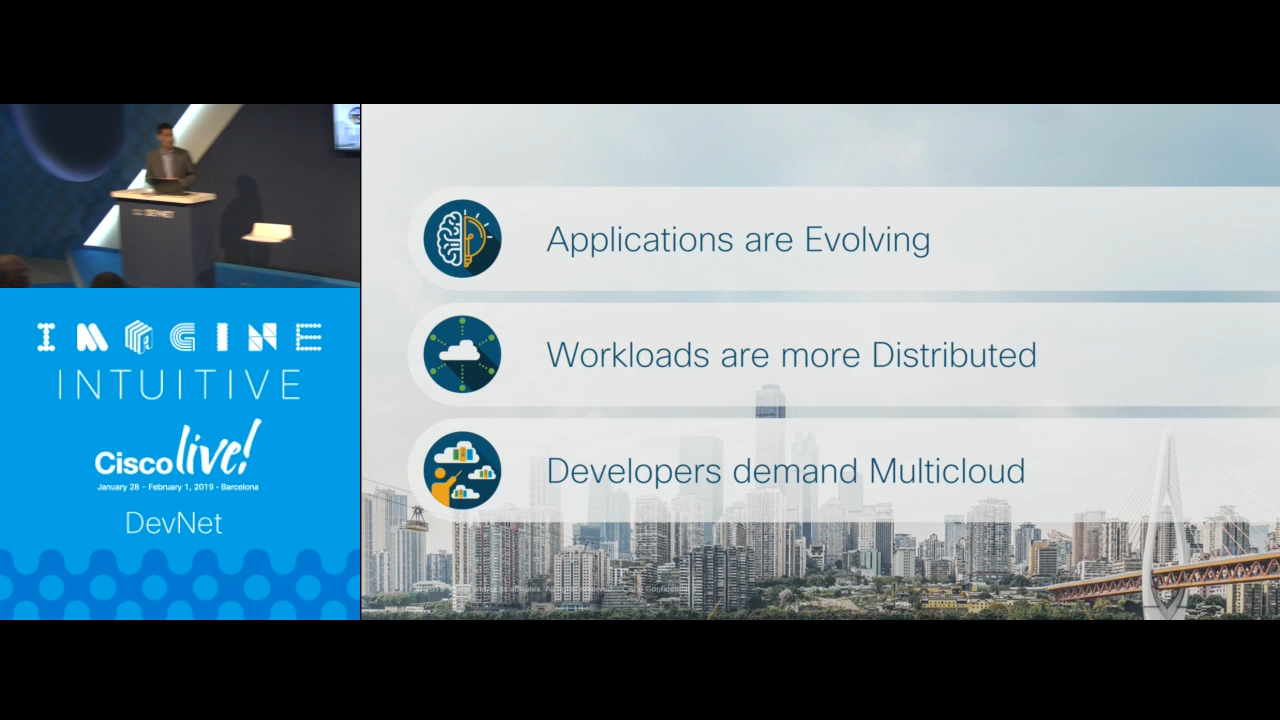 DEVNET
IMAGINE
INTUITIVE
Cisco live!
January 28 - February 1, 2019 • Barcelona
DevNet
Applications are Evolving
Workloads are more Distributed
Developers demand Multicloud